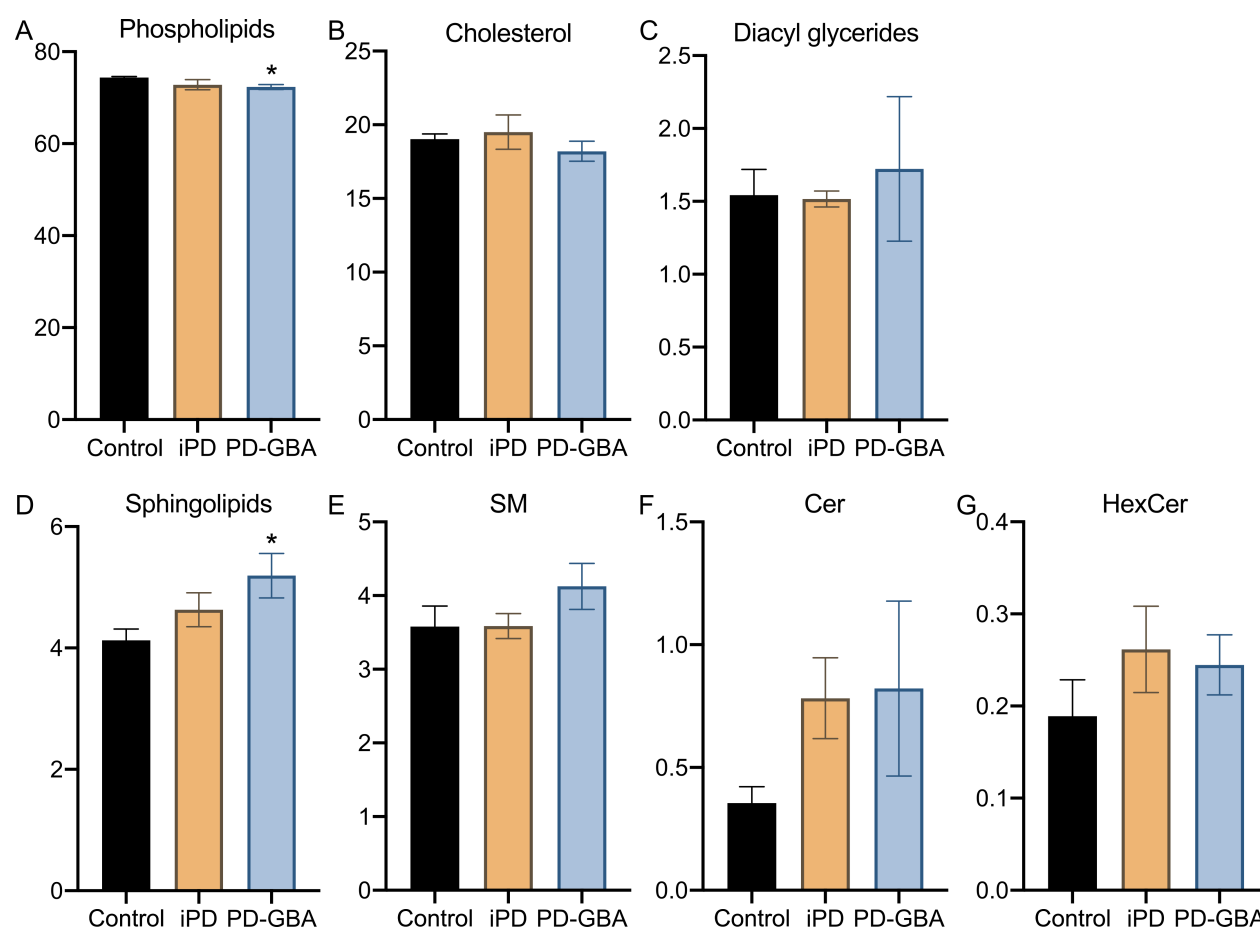 A Phospholipids
80
60
40
20
0
*
Control iPD PD-GBA
B Cholesterol
25
20
15
10
5
0
Control iPD PD-GBA
C Diacyl glycerides
2.5
2.0
1.5
1.0
0.5
0.0
Control iPD PD-GBA
D Sphingolipids
6
4
2
0
*
Control iPD PD-GBA
E SM
5
4
3
2
1
0
Control iPD PD-GBA
F Cer
1.5
1.0
0.5
0.0
Control iPD PD-GBA
G HexCer
0.4
0.3
0.2
0.1
0.0
Control iPD PD-GBA